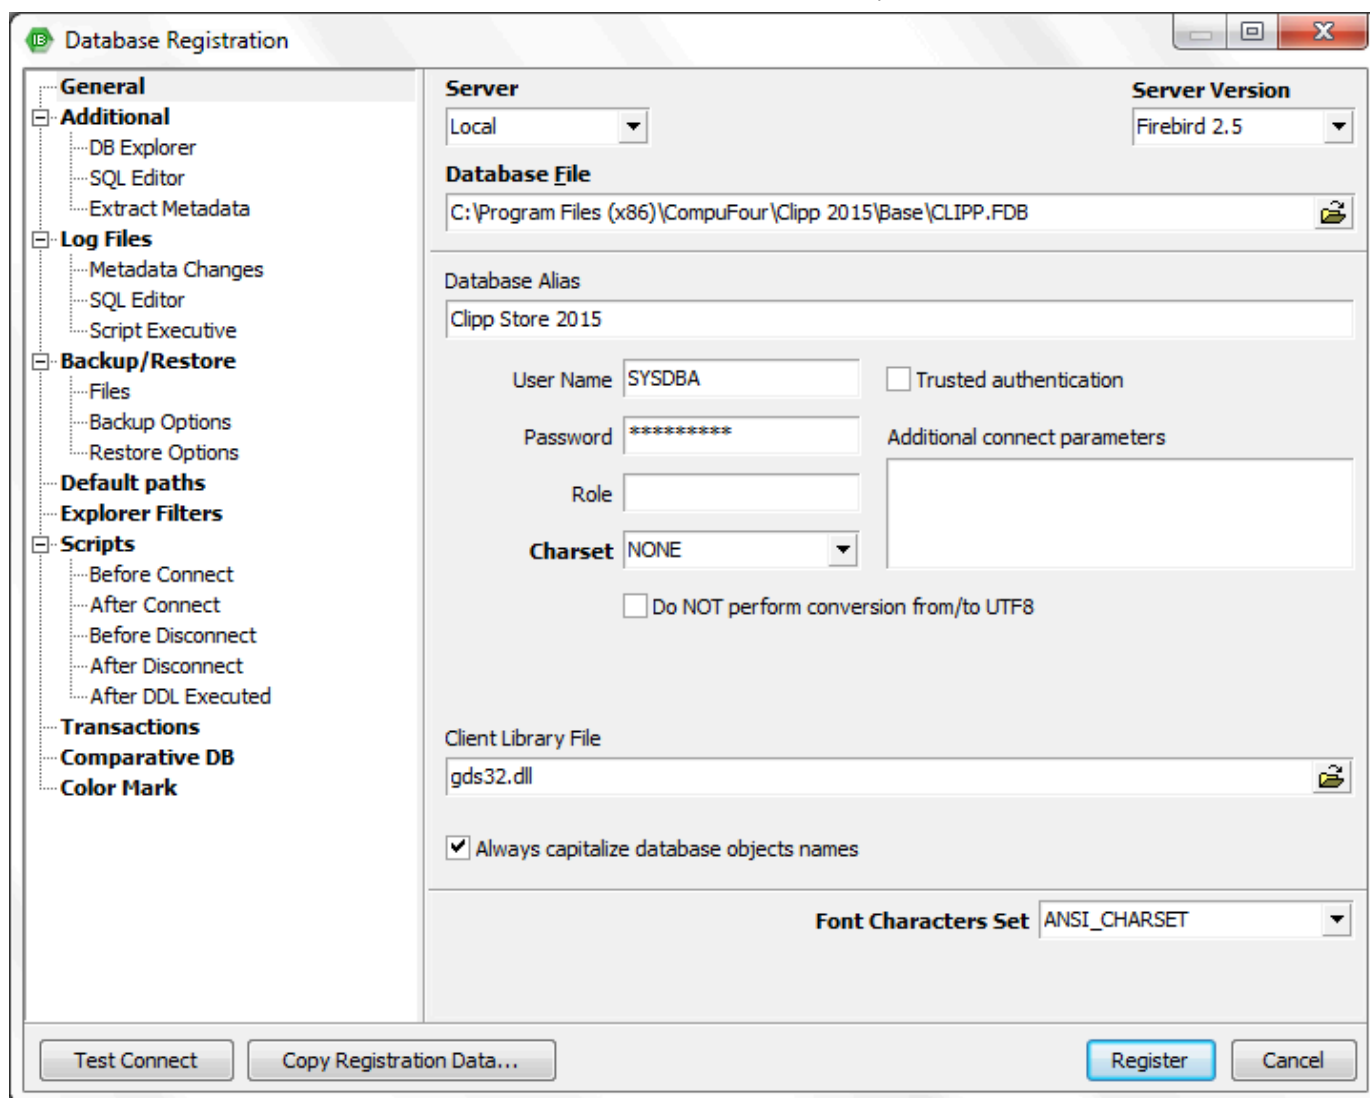 Database Registration
General
Additional
DB Explorer
SQL Editor
Extract Metadata
Log Files
Metadata Changes
SQL Editor
Script Executive
Backup/Restore
Files
Backup Options
Restore Options
Default paths
Explorer Filters
Scripts
Before Connect
After Connect
Before Disconnect
After Disconnect
After DDL Executed
Transactions
Comparative DB
Color Mark
Server
Server Version
Local
Firebird 2.5
Database File
C:\Program Files (x86)\CompuFour\Clipp 2015\Base\CLIPP.FDB
Database Alias
Clipp Store 2015
User Name SYSDBA
Trusted authentication
Password *********
Additional connect parameters
Role
Charset NONE
Do NOT perform conversion from/to UTF8
Client Library File
gds32.dll
Always capitalize database objects names
Font Characters Set ANSI_CHARSET
Test Connect
Copy Registration Data...
Register
Cancel